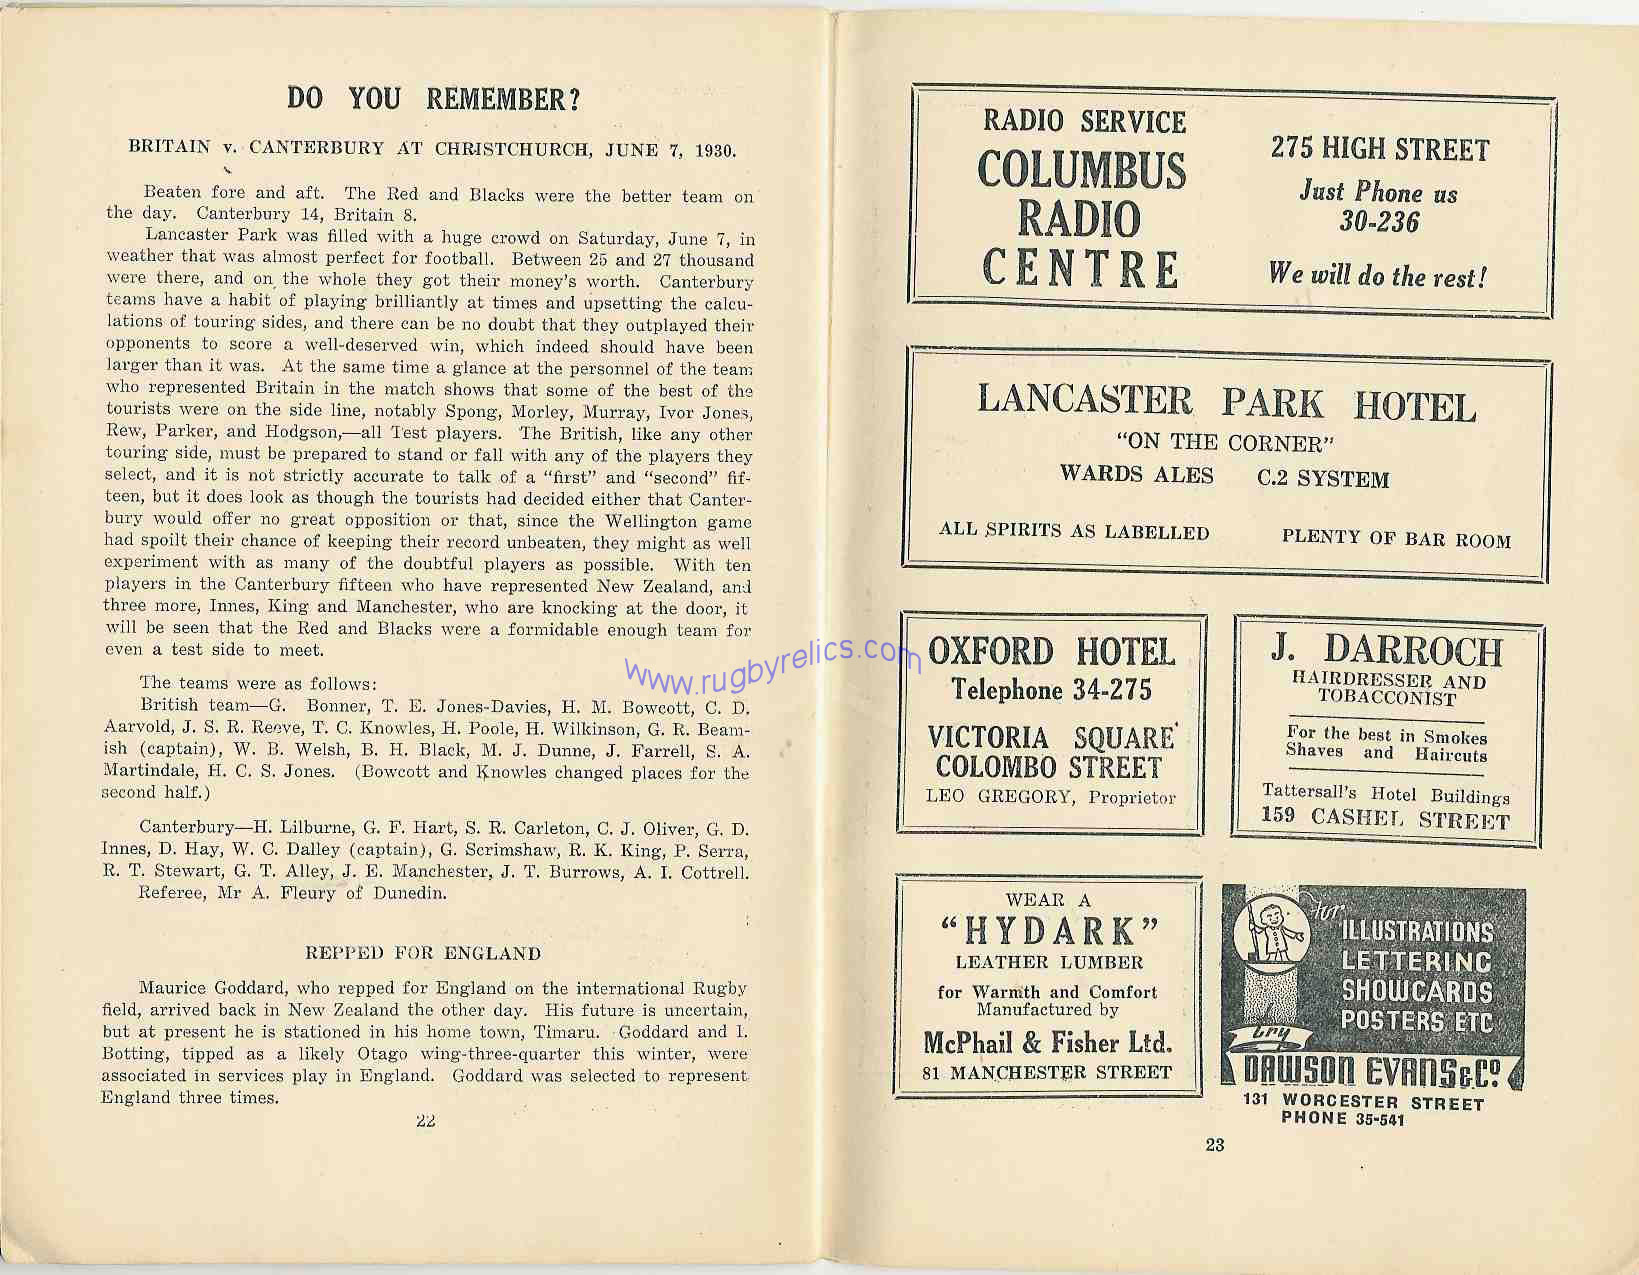 DO YOU REMEMBER?
BRITAIN v. CANTERBURY AT CHRISTCHURCH, JUNE 7, 1930.
Beaten fore and aft. The Red and Blacks were the better team on
the day. Canterbury 14, Britain 8.
Lancaster Park was filled with a huge crowd on Saturday, June 7, in
weather that was almost perfect for football. Between 25 and 27 thousand
were there, and on the whole they got their money's worth. Canterbury
teams have a habit of playing brilliantly at times and upsetting the calcu-
lations of touring sides, and there can be no doubt that they outplayed their
opponents to score a well-deserved win, which indeed should have been
larger than it was. At the same time a glance at the personnel of the team
who represented Britain in the match shows that some of the best of the
tourists were on the side line, notably Spong, Morley, Murray, Ivor Jones,
Rew, Parker, and Hodgson,—all Test players. The British, like any other
touring side, must be prepared to stand or fall with any of the players they
select, and it is not strictly accurate to talk of a "first" and "second" fif-
teen, but it does look as though the tourists had decided either that Canter-
bury would offer no great opposition or that, since the Wellington game
had spoilt their chance of keeping their record unbeaten, they might as well
experiment with as many of the doubtful players as possible. With ten
players in the Canterbury fifteen who have represented New Zealand, and
three more, Innes, King and Manchester, who are knocking at the door, it
will be seen that the Red and Blacks were a formidable enough team for
even a test side to meet.
The teams were as follows:
British team—G. Bonner, T. E. Jones-Davies, H. M. Bowcott, C. D.
Aarvold, J. S. R. Reeve, T. C. Knowles, H. Poole, H. Wilkinson, G. R. Beam-
ish (captain), W. B. Welsh, B. H. Black, M. J. Dunne, J. Farrell, S. A.
Martindale, H. C. S. Jones. (Bowcott and Knowles changed places for the
second half.)
Canterbury—H. Lilburne, G. F. Hart, S. R. Carleton, C. J. Oliver, G. D.
Innes, D. Hay, W. C. Dalley (captain), G. Scrimshaw, R. K. King, P. Serra,
R. T. Stewart, G. T. Alley, J. E. Manchester, J. T. Burrows, A. I. Cottrell.
Referee, Mr A. Fleury of Dunedin.
REPPED FOR ENGLAND
Maurice Goddard, who repped for England on the international Rugby
field, arrived back in New Zealand the other day. His future is uncertain,
but at present he is stationed in his home town, Timaru. Goddard and I.
Botting, tipped as a likely Otago wing-three-quarter this winter, were
associated in services play in England. Goddard was selected to represent
England three times.
22
www.rugbyrelics.com
RADIO SERVICE
COLUMBUS
RADIO
CENTRE
275 HIGH STREET
Just Phone us
30-236
We will do the rest!
LANCASTER PARK HOTEL
"ON THE CORNER"
WARDS ALES C.2 SYSTEM
ALL SPIRITS AS LABELLED PLENTY OF BAR ROOM
OXFORD HOTEL
Telephone 34-275
VICTORIA SQUARE
COLOMBO STREET
LEO GREGORY, Proprietor
J. DARROCH
HAIRDRESSER AND
TOBACCONIST
For the best in Smokes
Shaves and Haircuts
Tattersall's Hotel Buildings
159 CASHEL STREET
WEAR A
"HYDARK"
LEATHER LUMBER
for Warmth and Comfort
Manufactured by
McPhail & Fisher Ltd.
81 MANCHESTER STREET
For
ILLUSTRATIONS
LETTERING
SHOWCARDS
POSTERS ETC
try
DAWSON EVANS & Co.
131 WORCESTER STREET
PHONE 35-541
23